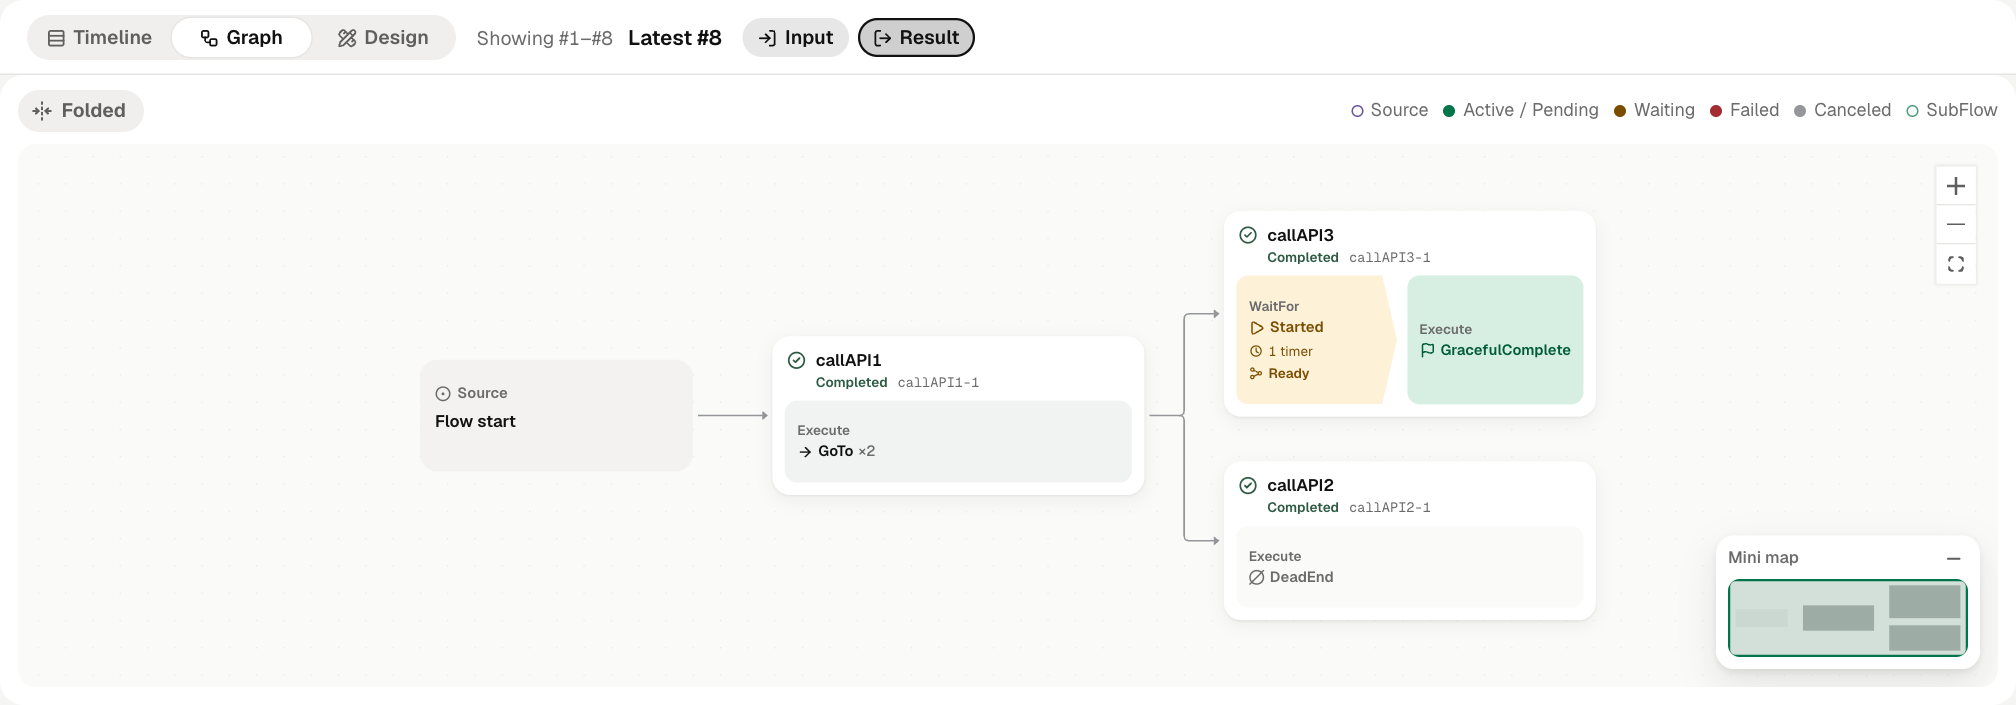 Timeline
Graph
Design
Showing #1–#8
Latest #8
Input
Result
Folded
Source
Active / Pending
Waiting
Failed
Canceled
SubFlow
Source
Flow start
callAPI1
Completed callAPI1-1
Execute
GoTo ×2
callAPI3
Completed callAPI3-1
WaitFor
Started
1 timer
Ready
Execute
GracefulComplete
callAPI2
Completed callAPI2-1
Execute
DeadEnd
Mini map